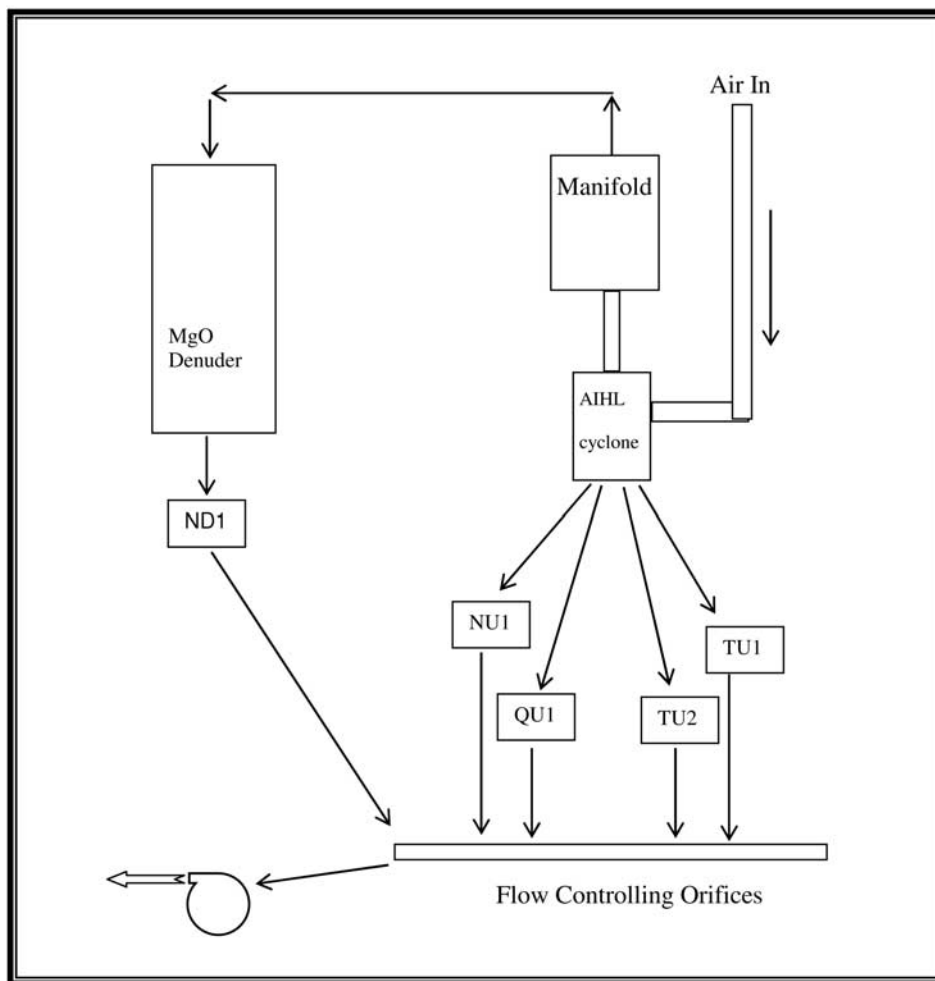 Air In
Manifold
MgO
Denuder
AIHL
cyclone
ND1
NU1
TU1
QU1
TU2
Flow Controlling Orifices